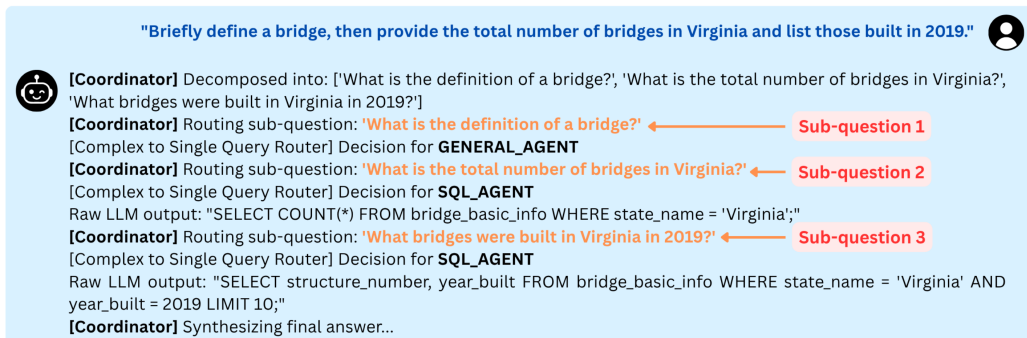 "Briefly define a bridge, then provide the total number of bridges in Virginia and list those built in 2019."
[Coordinator] Decomposed into: ['What is the definition of a bridge?', 'What is the total number of bridges in Virginia?',
'What bridges were built in Virginia in 2019?']
[Coordinator] Routing sub-question: 'What is the definition of a bridge?' Sub-question 1
[Complex to Single Query Router] Decision for GENERAL_AGENT
[Coordinator] Routing sub-question: 'What is the total number of bridges in Virginia?' Sub-question 2
[Complex to Single Query Router] Decision for SQL_AGENT
Raw LLM output: "SELECT COUNT(*) FROM bridge_basic_info WHERE state_name = 'Virginia';"
[Coordinator] Routing sub-question: 'What bridges were built in Virginia in 2019?' Sub-question 3
[Complex to Single Query Router] Decision for SQL_AGENT
Raw LLM output: "SELECT structure_number, year_built FROM bridge_basic_info WHERE state_name = 'Virginia' AND
year_built = 2019 LIMIT 10;"
[Coordinator] Synthesizing final answer...